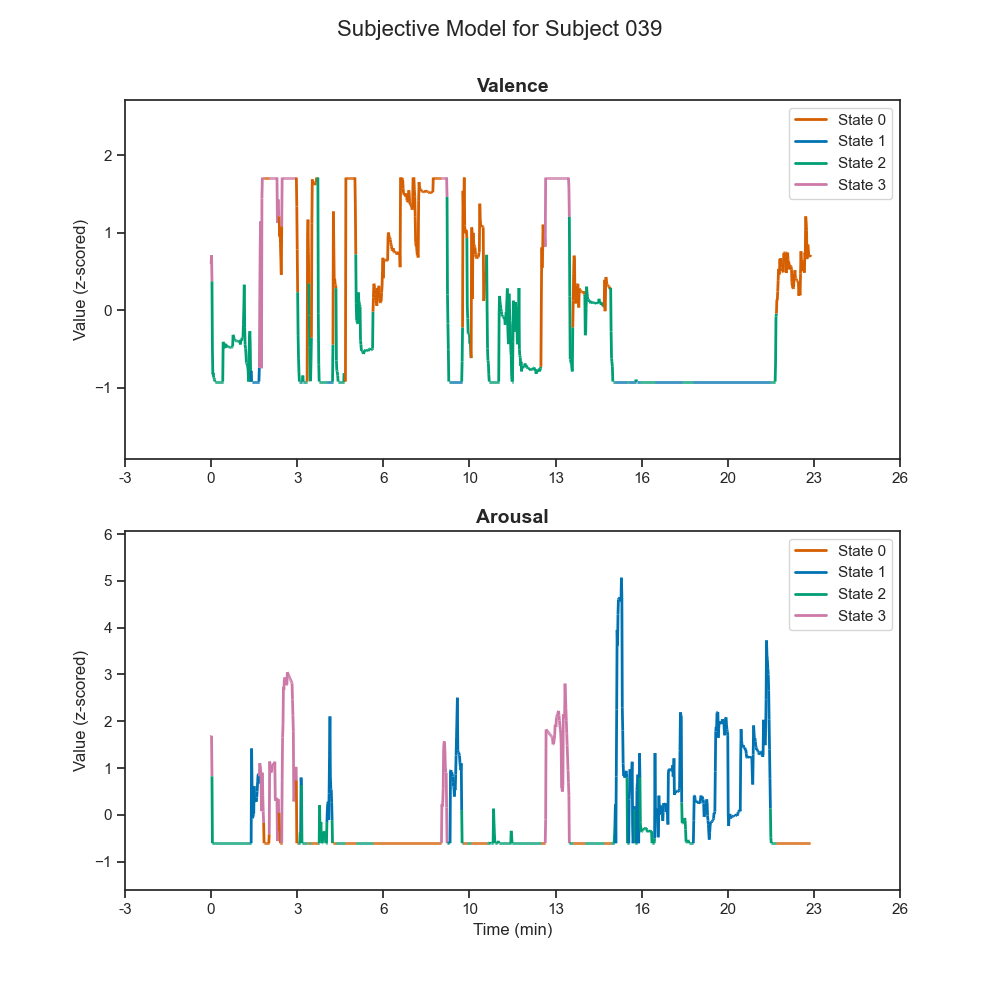 Subjective Model for Subject 039
Valence
Value (z-scored)
2
1
0
−1
-3
0
3
6
10
13
16
20
23
26
State 0
State 1
State 2
State 3
Arousal
Value (z-scored)
6
5
4
3
2
1
0
−1
-3
0
3
6
10
13
16
20
23
26
Time (min)
State 0
State 1
State 2
State 3